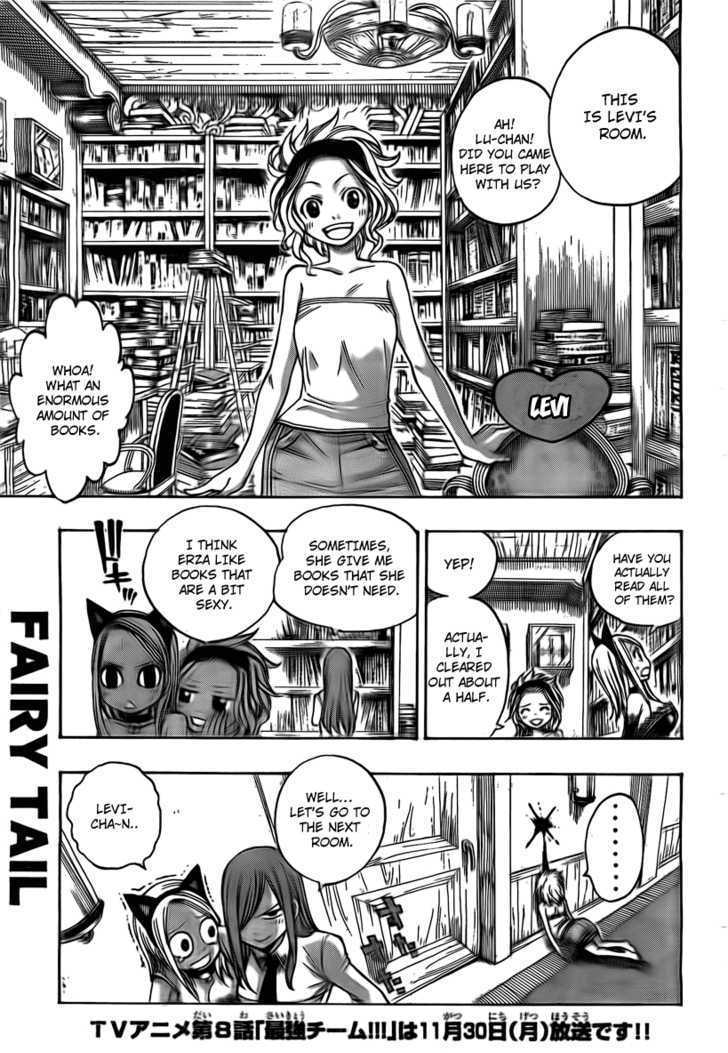 THIS
IS LEVI'S
ROOM.
AH!
LU-CHAN!
DID YOU CAME
HERE TO PLAY
WITH US?
WHOA!
WHAT AN
ENORMOUS
AMOUNT OF
BOOKS.
LEVI
HAVE YOU
ACTUALLY
READ ALL
OF THEM?
YEP!
ACTUA-
LLY, I
CLEARED
OUT ABOUT
A HALF.
SOMETIMES,
SHE GIVE ME
BOOKS THAT SHE
DOESN'T NEED.
I THINK
ERZA LIKE
BOOKS THAT
ARE A BIT
SEXY.
ドキッ
........
WELL...
LET'S GO TO
THE NEXT
ROOM.
LEVI-
CHA~N..
FAIRY TAIL
TVアニメ第8話「最強チーム!!!」は11月30日(月)放送です!!